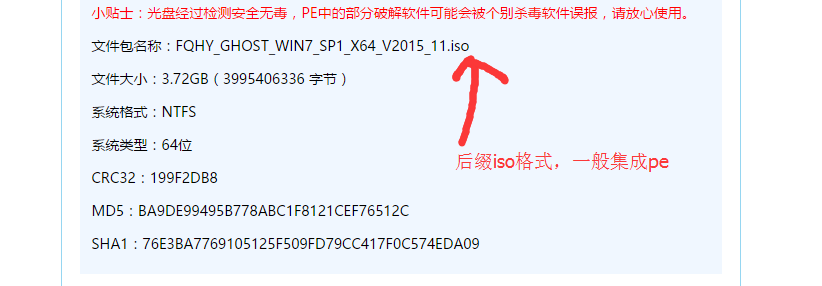 小贴士：光盘经过检测安全无毒，PE中的部分破解软件可能会被个别杀毒软件误报，请放心使用。
文件包名称：FQHY_GHOST_WIN7_SP1_X64_V2015_11.iso
文件大小：3.72GB（3995406336 字节）
系统格式：NTFS
系统类型：64位
后缀iso格式，一般集成pe
CRC32：199F2DB8
MD5：BA9DE99495B778ABC1F8121CEF76512C
SHA1：76E3BA7769105125F509FD79CC417F0C574EDA09